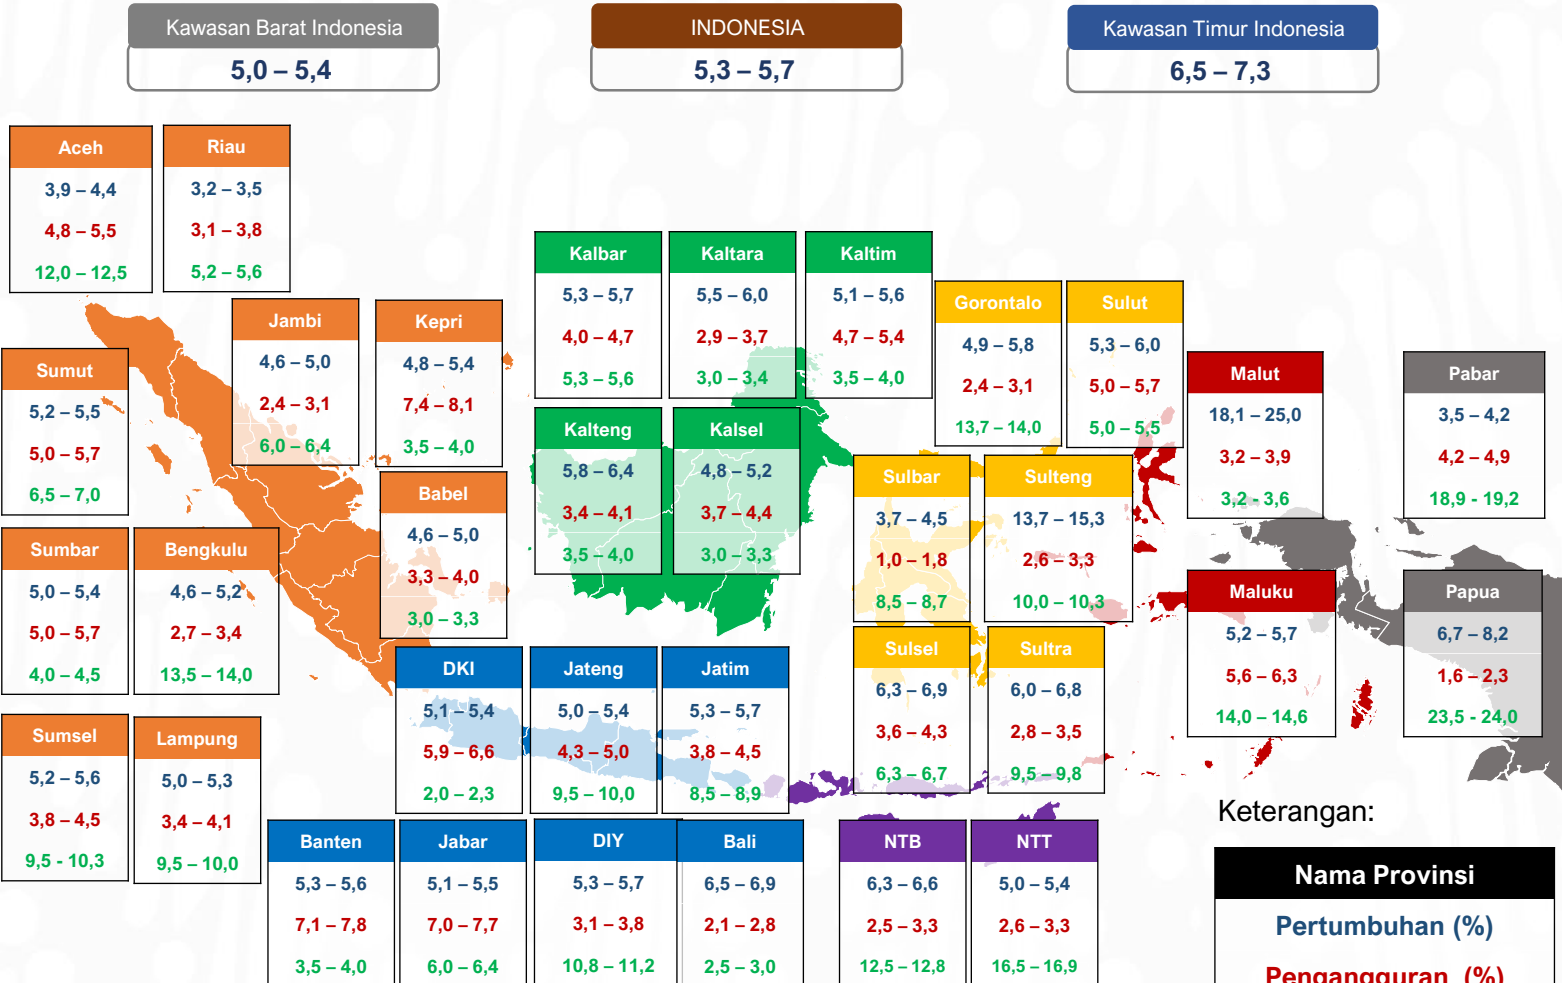 Kawasan Barat Indonesia
5,0 – 5,4
INDONESIA
5,3 – 5,7
Kawasan Timur Indonesia
6,5 – 7,3
Aceh
3,9 – 4,4
4,8 – 5,5
12,0 – 12,5
Riau
3,2 – 3,5
3,1 – 3,8
5,2 – 5,6
Kalbar
5,3 – 5,7
4,0 – 4,7
5,3 – 5,6
Kaltara
5,5 – 6,0
2,9 – 3,7
3,0 – 3,4
Kaltim
5,1 – 5,6
4,7 – 5,4
3,5 – 4,0
Gorontalo
4,9 – 5,8
2,4 – 3,1
13,7 – 14,0
Sulut
5,3 – 6,0
5,0 – 5,7
5,0 – 5,5
Jambi
4,6 – 5,0
2,4 – 3,1
6,0 – 6,4
Kepri
4,8 – 5,4
7,4 – 8,1
3,5 – 4,0
Sumut
5,2 – 5,5
5,0 – 5,7
6,5 – 7,0
Malut
18,1 – 25,0
3,2 – 3,9
3,2 - 3,6
Pabar
3,5 – 4,2
4,2 – 4,9
18,9 - 19,2
Kalteng
5,8 – 6,4
3,4 – 4,1
3,5 – 4,0
Kalsel
4,8 – 5,2
3,7 – 4,4
3,0 – 3,3
Sulbar
3,7 – 4,5
1,0 – 1,8
8,5 – 8,7
Sulteng
13,7 – 15,3
2,6 – 3,3
10,0 – 10,3
Babel
4,6 – 5,0
3,3 – 4,0
3,0 – 3,3
Sumbar
5,0 – 5,4
5,0 – 5,7
4,0 – 4,5
Bengkulu
4,6 – 5,2
2,7 – 3,4
13,5 – 14,0
Maluku
5,2 – 5,7
5,6 – 6,3
14,0 – 14,6
Papua
6,7 – 8,2
1,6 – 2,3
23,5 - 24,0
Sulsel
6,3 – 6,9
3,6 – 4,3
6,3 – 6,7
Sultra
6,0 – 6,8
2,8 – 3,5
9,5 – 9,8
DKI
5,1 – 5,4
5,9 – 6,6
2,0 – 2,3
Jateng
5,0 – 5,4
4,3 – 5,0
9,5 – 10,0
Jatim
5,3 – 5,7
3,8 – 4,5
8,5 – 8,9
Sumsel
5,2 – 5,6
3,8 – 4,5
9,5 - 10,3
Lampung
5,0 – 5,3
3,4 – 4,1
9,5 – 10,0
Banten
5,3 – 5,6
7,1 – 7,8
3,5 – 4,0
Jabar
5,1 – 5,5
7,0 – 7,7
6,0 – 6,4
DIY
5,3 – 5,7
3,1 – 3,8
10,8 – 11,2
Bali
6,5 – 6,9
2,1 – 2,8
2,5 – 3,0
NTB
6,3 – 6,6
2,5 – 3,3
12,5 – 12,8
NTT
5,0 – 5,4
2,6 – 3,3
16,5 – 16,9
Keterangan:
Nama Provinsi
Pertumbuhan (%)
Pengangguran (%)